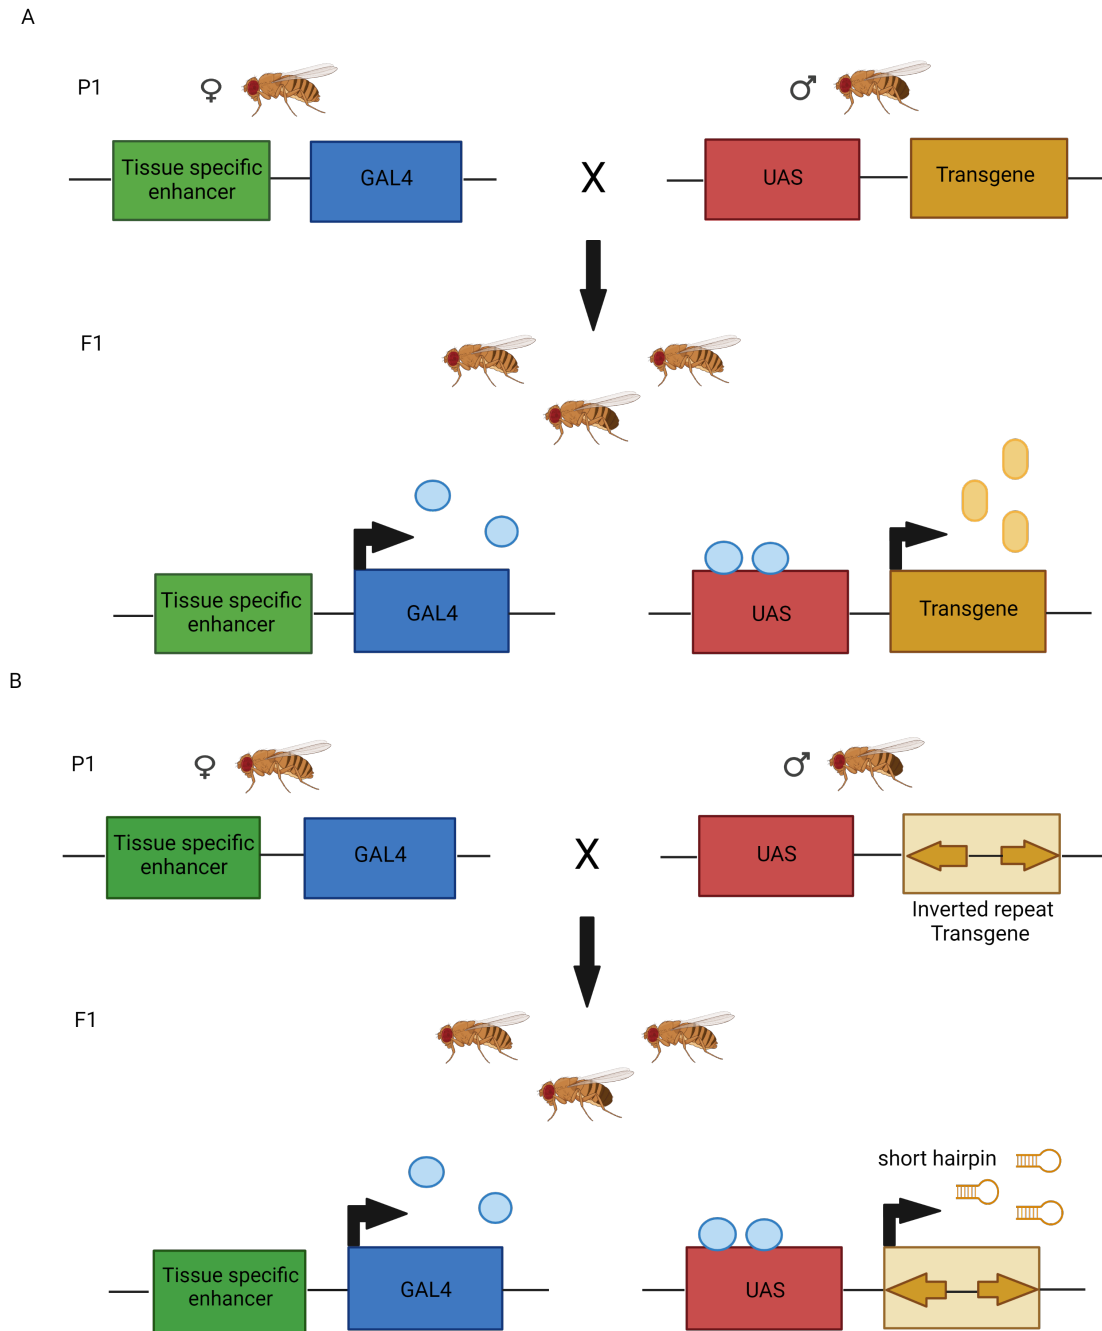 A
P1
♀
♂
Tissue specific
enhancer
GAL4
X
UAS
Transgene
F1
Tissue specific
enhancer
GAL4
UAS
Transgene
B
P1
♀
♂
Tissue specific
enhancer
GAL4
X
UAS
Inverted repeat
Transgene
F1
short hairpin
Tissue specific
enhancer
GAL4
UAS